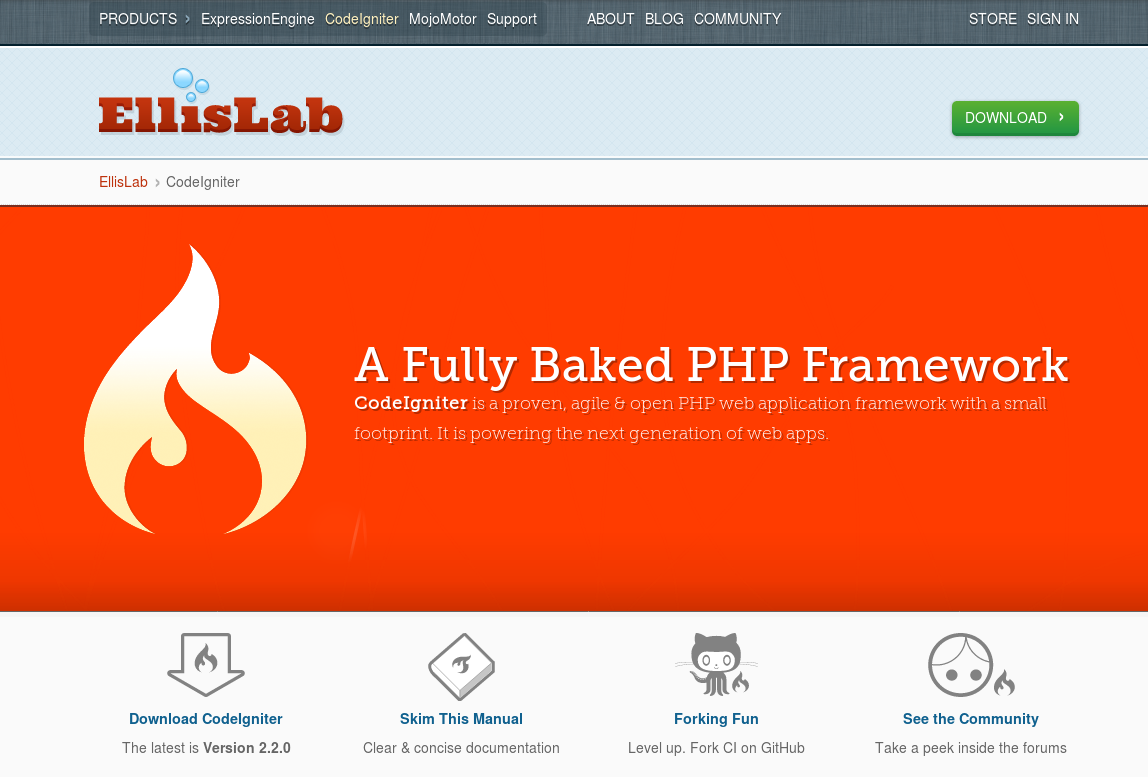 PRODUCTS › ExpressionEngine CodeIgniter MojoMotor Support ABOUT BLOG COMMUNITY STORE SIGN IN
EllisLab
DOWNLOAD ›
EllisLab › CodeIgniter
A Fully Baked PHP Framework
CodeIgniter is a proven, agile & open PHP web application framework with a small
footprint. It is powering the next generation of web apps.
Download CodeIgniter
The latest is Version 2.2.0
Skim This Manual
Clear & concise documentation
Forking Fun
Level up. Fork CI on GitHub
See the Community
Take a peek inside the forums